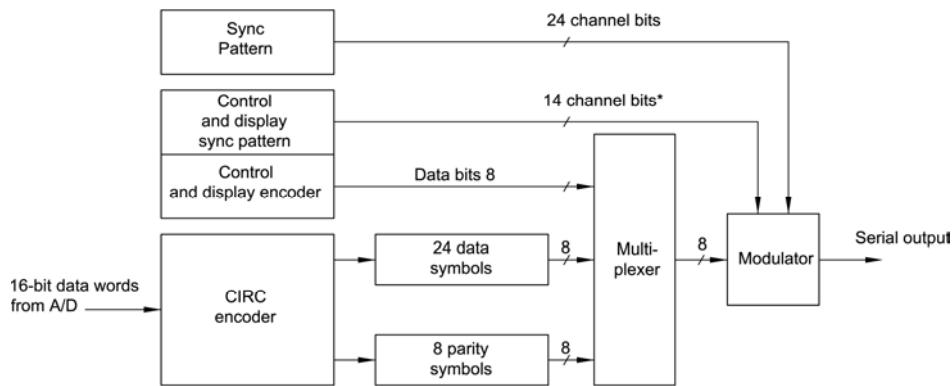 Sync
Pattern
24 channel bits
Control
and display
sync pattern
14 channel bits*
Control
and display encoder
Data bits 8
16-bit data words
from A/D
CIRC
encoder
24 data
symbols
8
8 parity
symbols
8
Multi-
plexer
8
Modulator
Serial output